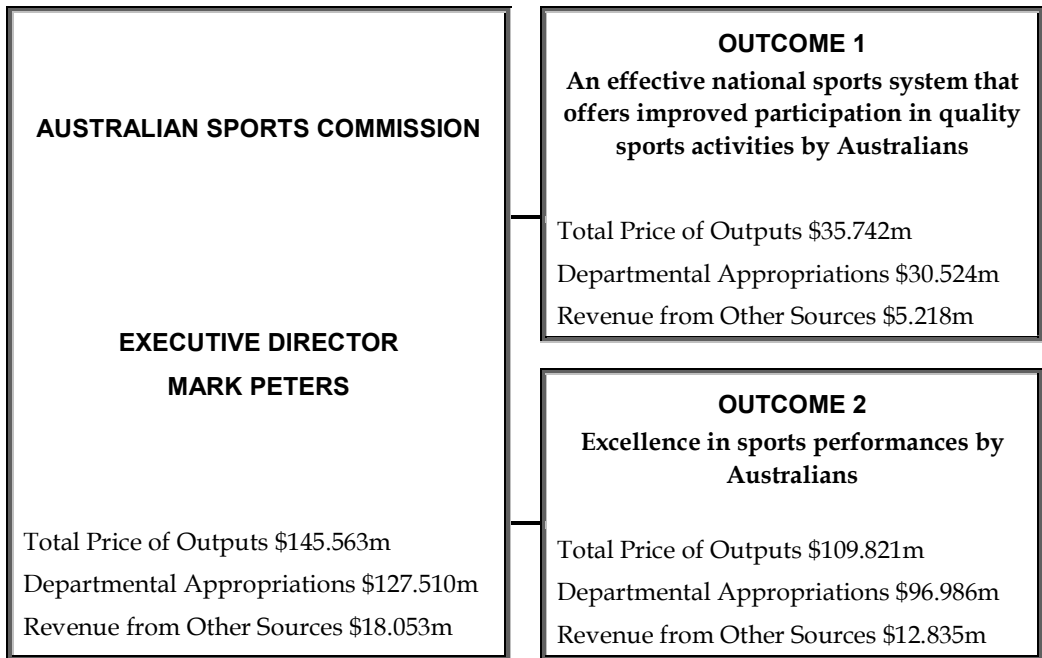 AUSTRALIAN SPORTS COMMISSION
EXECUTIVE DIRECTOR
MARK PETERS
Total Price of Outputs $145.563m
Departmental Appropriations $127.510m
Revenue from Other Sources $18.053m
OUTCOME 1
An effective national sports system that
offers improved participation in quality
sports activities by Australians
Total Price of Outputs $35.742m
Departmental Appropriations $30.524m
Revenue from Other Sources $5.218m
OUTCOME 2
Excellence in sports performances by
Australians
Total Price of Outputs $109.821m
Departmental Appropriations $96.986m
Revenue from Other Sources $12.835m